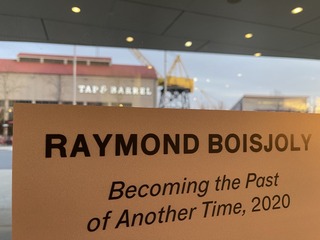 TAP & BARREL
RAYMOND BOISJOLY
Becoming the Past
of Another Time, 2020